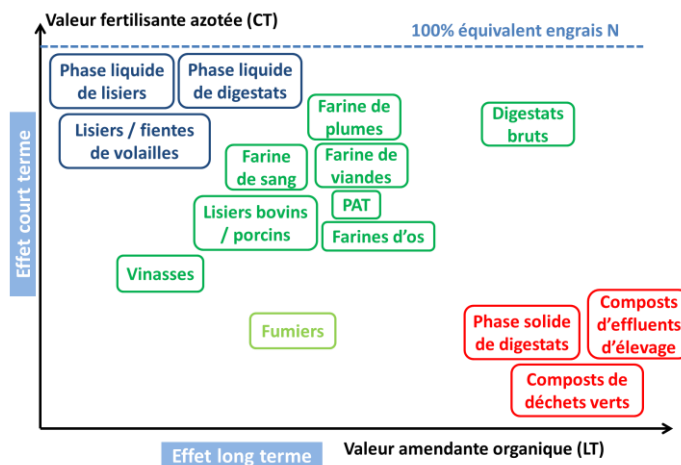 Valeur fertilisante azotée (CT)
100% équivalent engrais N
Phase liquide
de lisiers
Phase liquide
de digestats
Farine de
plumes
Digestats
bruts
Lisiers / fientes
de volailles
Farine
de sang
Farine de
viandes
PAT
Lisiers bovins
/ porcins
Farines d'os
Effet court terme
Vinasses
Fumiers
Phase solide
de digestats
Composts
d'effluents
d'élevage
Composts de
déchets verts
Effet long terme
Valeur amendante organique (LT)